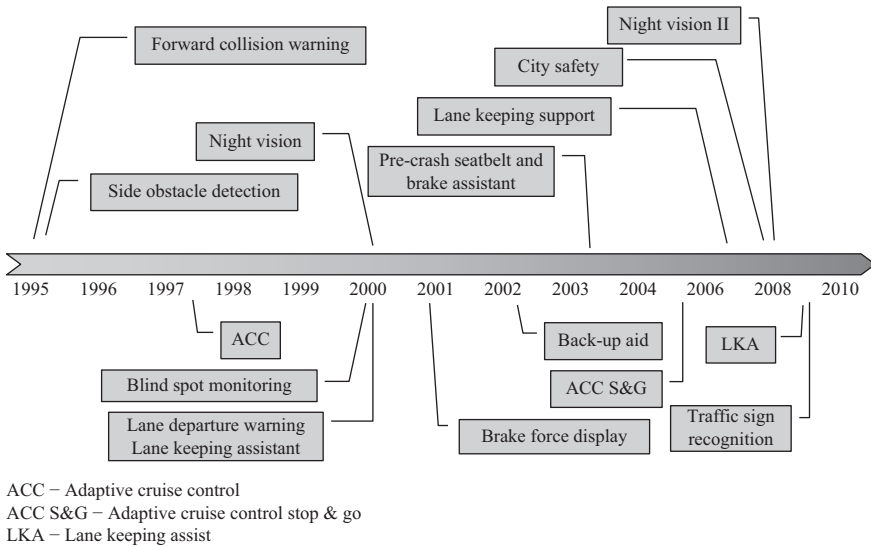 Night vision II
Forward collision warning
City safety
Lane keeping support
Night vision
Pre-crash seatbelt and
brake assistant
Side obstacle detection
1995 1996 1997 1998 1999 2000 2001 2002 2003 2004 2006 2008 2010
ACC
Back-up aid
LKA
Blind spot monitoring
ACC S&G
Lane departure warning
Lane keeping assistant
Brake force display
Traffic sign
recognition
ACC − Adaptive cruise control
ACC S&G − Adaptive cruise control stop & go
LKA − Lane keeping assist